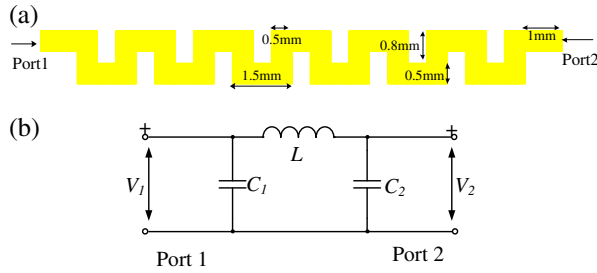 (a)
0.5mm
0.8mm
1mm
Port1
Port2
1.5mm
0.5mm
(b)
+
+
L
V1
C1
C2
V2
Port 1
Port 2